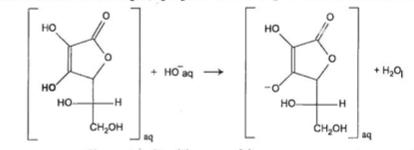 O O
HO HO
O + HO⁻aq → O + H₂Ol
HO −O
HO H HO H
CH₂OH CH₂OH
aq aq